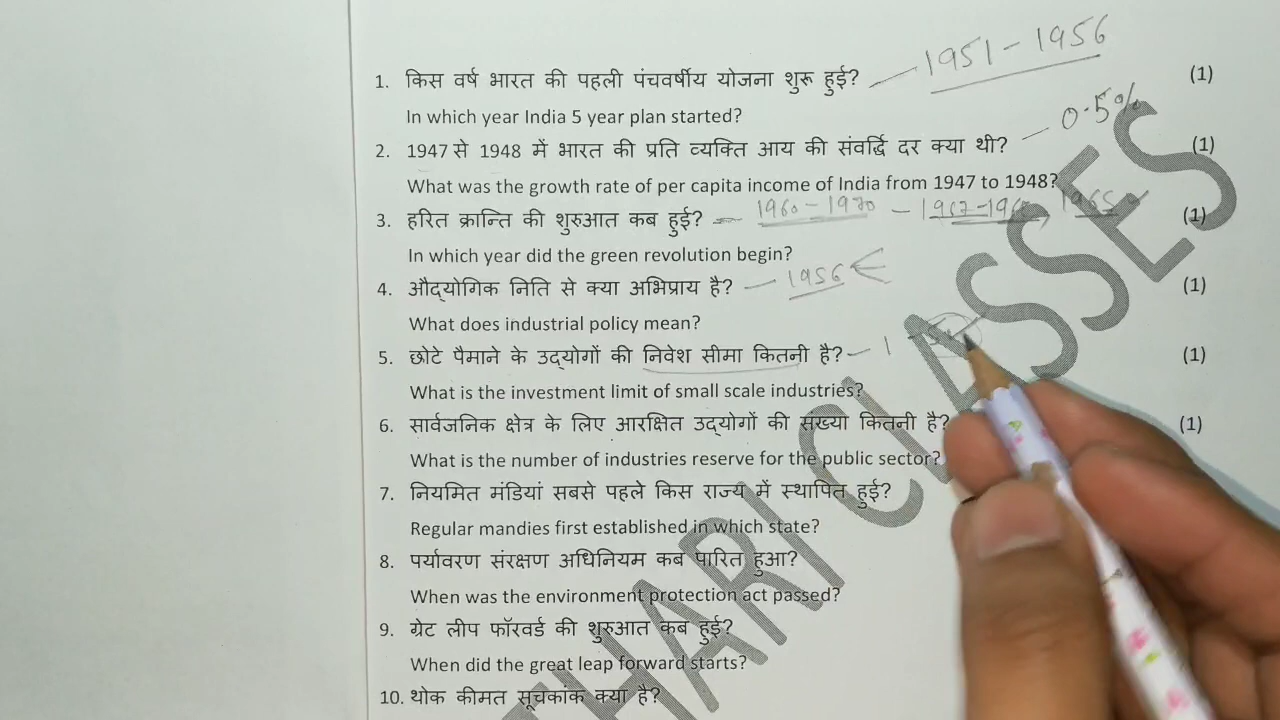 1. किस वर्ष भारत की पहली पंचवर्षीय योजना शुरू हुई? — 1951 - 1956 (1)
In which year India 5 year plan started?
2. 1947 से 1948 में भारत की प्रति व्यक्ति आय की संवर्द्धि दर क्या थी? — 0.5% (1)
What was the growth rate of per capita income of India from 1947 to 1948?
3. हरित क्रान्ति की शुरुआत कब हुई? — 1960 - 1970 — 1965 (1)
In which year did the green revolution begin?
4. औद्योगिक निति से क्या अभिप्राय है? — 1956 (1)
What does industrial policy mean?
5. छोटे पैमाने के उद्योगों की निवेश सीमा कितनी है? — 1 (1)
What is the investment limit of small scale industries?
6. सार्वजनिक क्षेत्र के लिए आरक्षित उद्योगों की संख्या कितनी है? (1)
What is the number of industries reserve for the public sector?
7. नियमित मंडियां सबसे पहले किस राज्य में स्थापित हुई?
Regular mandies first established in which state?
8. पर्यावरण संरक्षण अधिनियम कब पारित हुआ?
When was the environment protection act passed?
9. ग्रेट लीप फॉरवर्ड की शुरुआत कब हुई?
When did the great leap forward starts?
10. थोक कीमत सूचकांक क्या है?
HARI CLASSES